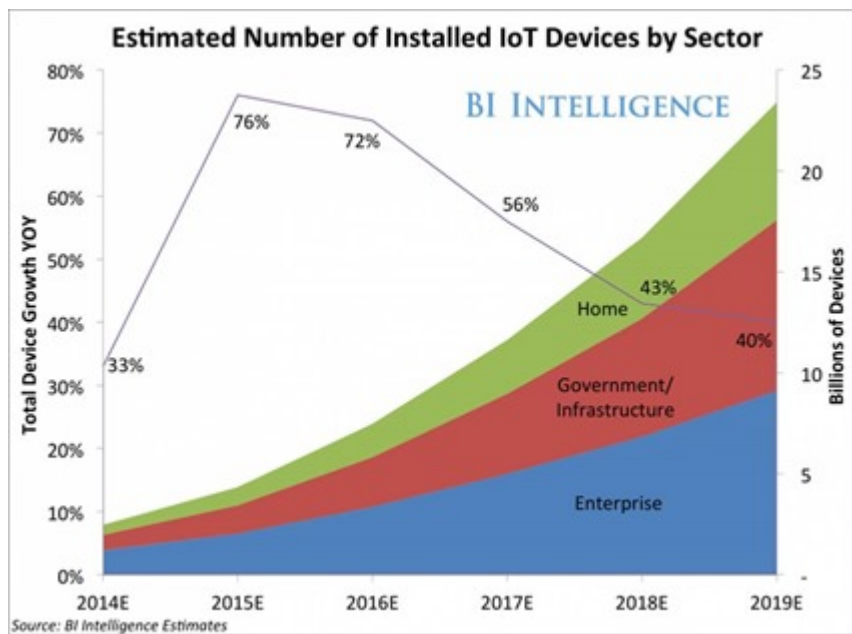 Estimated Number of Installed IoT Devices by Sector
BI INTELLIGENCE
Total Device Growth YOY
80%
70%
60%
50%
40%
30%
20%
10%
0%
25
20
15
10
5
-
Billions of Devices
33%
76%
72%
56%
43%
40%
Home
Government/
Infrastructure
Enterprise
2014E 2015E 2016E 2017E 2018E 2019E
Source: BI Intelligence Estimates